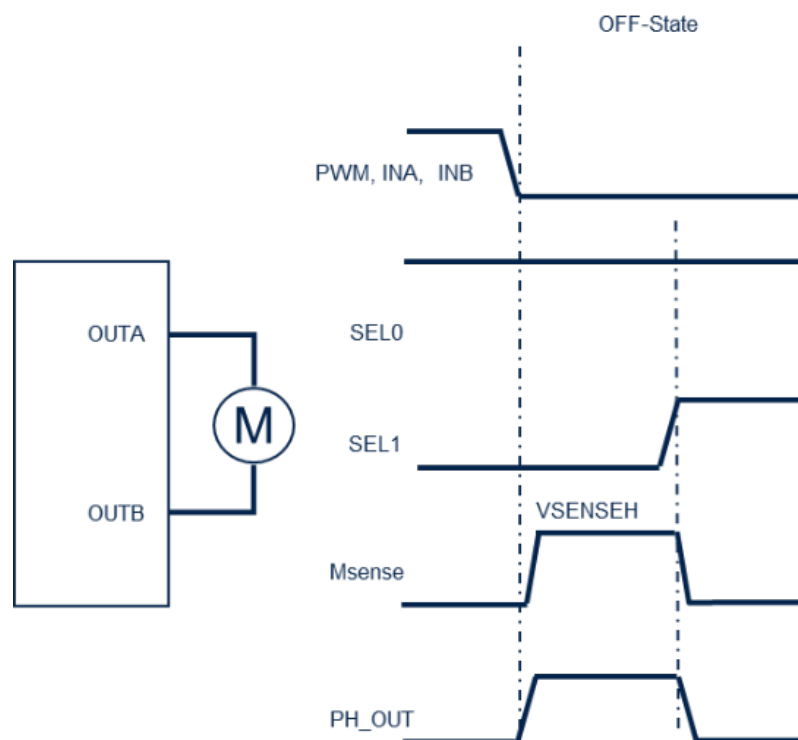 OFF-State
PWM, INA, INB
OUTA
SEL0
M
SEL1
OUTB
VSENSEH
Msense
PH_OUT